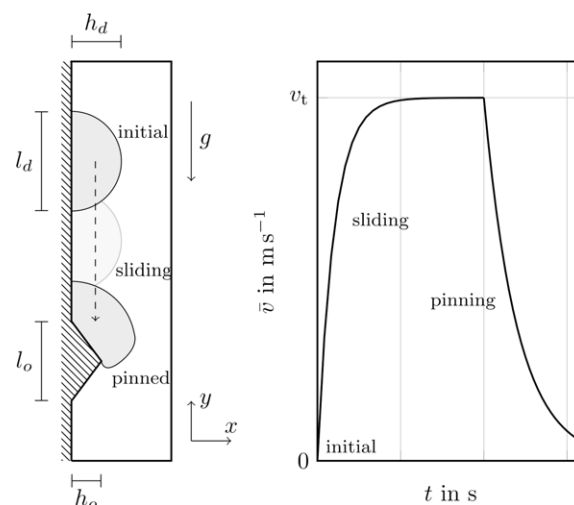 h_d
initial
l_d
g
sliding
l_o
pinned
y
x
h_o
v_t
sliding
v̄ in m s⁻¹
pinning
initial
0
t in s